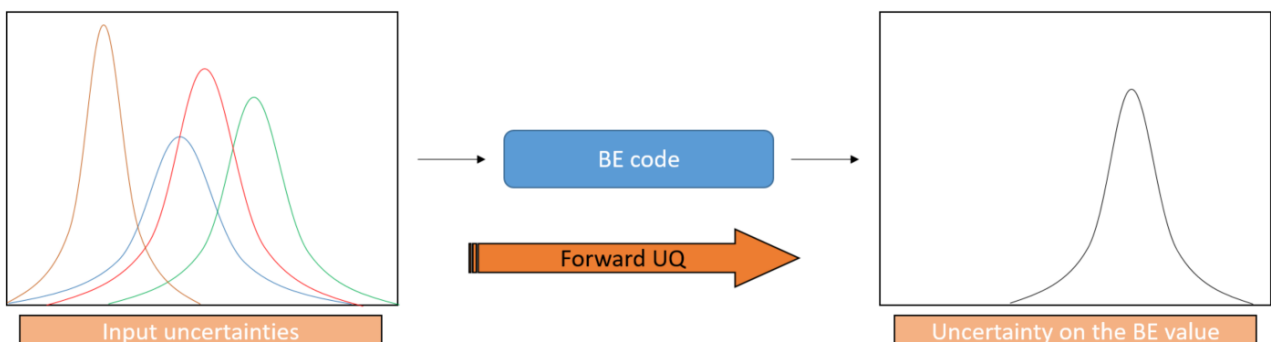 BE code
Forward UQ
Input uncertainties
Uncertainty on the BE value